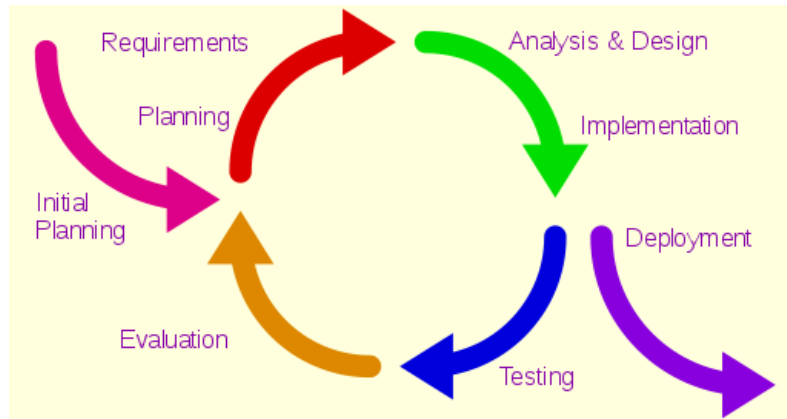 Requirements
Analysis & Design
Planning
Implementation
Initial
Planning
Deployment
Evaluation
Testing